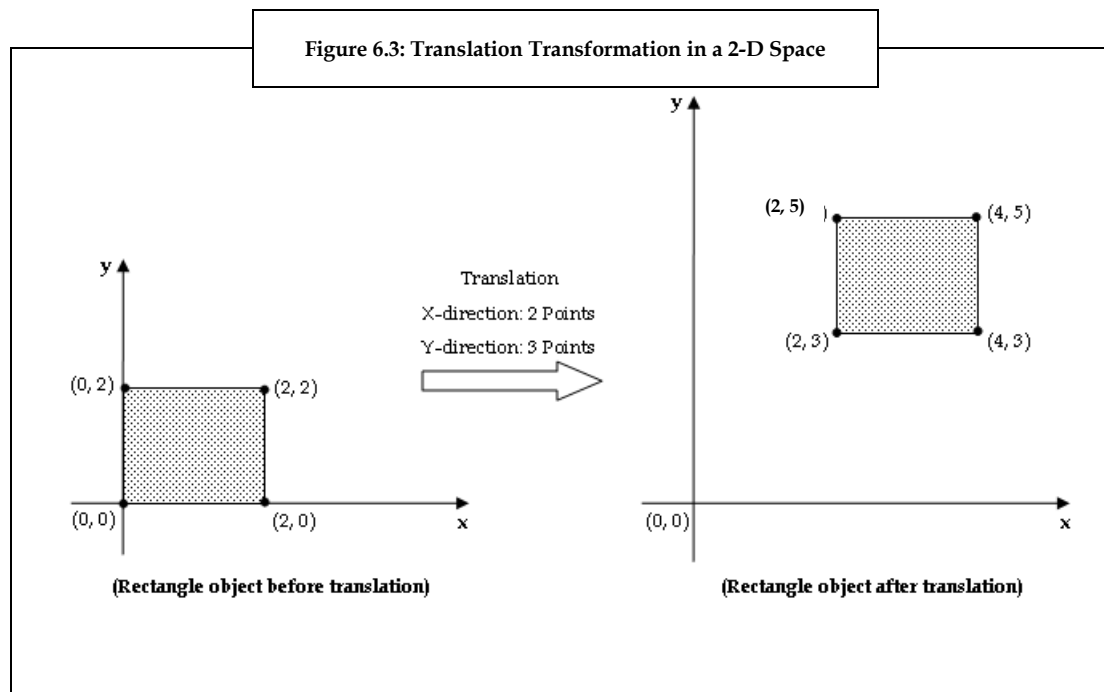 Figure 6.3: Translation Transformation in a 2-D Space
y
(0, 2)
(2, 2)
(0, 0)
(2, 0)
x
(Rectangle object before translation)
Translation
X-direction: 2 Points
Y-direction: 3 Points
y
(2, 5) )
(4, 5)
(2, 3)
(4, 3)
(0, 0)
x
(Rectangle object after translation)